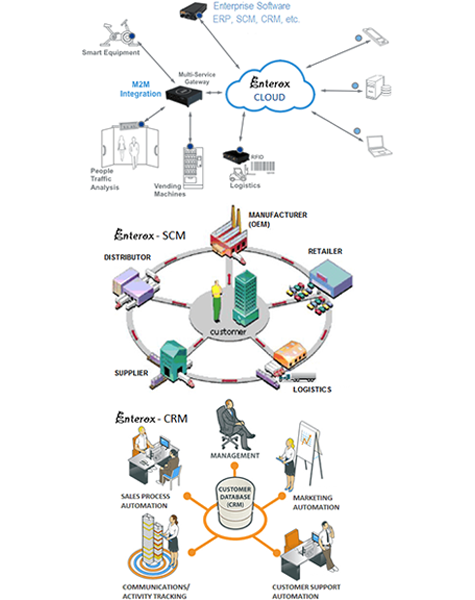 Enterprise Software
ERP, SCM, CRM, etc.
Smart Equipment
Multi-Service
Gateway
M2M
Integration
Enterox
CLOUD
People
Traffic
Analysis
Vending
Machines
RFID
Logistics
Enterox - SCM
MANUFACTURER
(OEM)
DISTRIBUTOR
RETAILER
customer
SUPPLIER
LOGISTICS
Enterox - CRM
MANAGEMENT
SALES PROCESS
AUTOMATION
CUSTOMER
DATABASE
(CRM)
MARKETING
AUTOMATION
COMMUNICATIONS/
ACTIVITY TRACKING
CUSTOMER SUPPORT
AUTOMATION